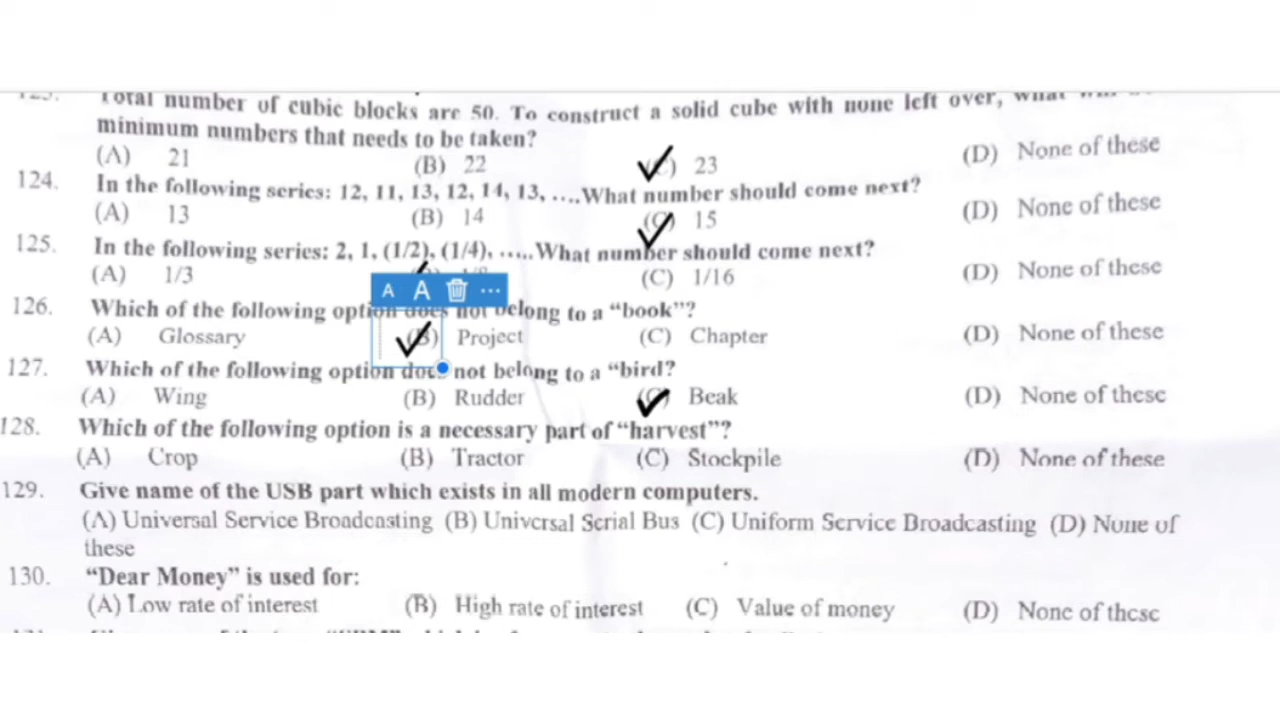 Total number of cubic blocks are 50. To construct a solid cube with none left over, what
minimum numbers that needs to be taken?
(A) 21 (B) 22 (C) 23 (D) None of these
124. In the following series: 12, 11, 13, 12, 14, 13, ….What number should come next?
(A) 13 (B) 14 (C) 15 (D) None of these
125. In the following series: 2, 1, (1/2), (1/4), …..What number should come next?
(A) 1/3 (B) 1/8 (C) 1/16 (D) None of these
A A ...
126. Which of the following option does not belong to a “book”?
(A) Glossary (B) Project (C) Chapter (D) None of these
127. Which of the following option does not belong to a “bird?
(A) Wing (B) Rudder (C) Beak (D) None of these
128. Which of the following option is a necessary part of “harvest”?
(A) Crop (B) Tractor (C) Stockpile (D) None of these
129. Give name of the USB part which exists in all modern computers.
(A) Universal Service Broadcasting (B) Universal Serial Bus (C) Uniform Service Broadcasting (D) None of
these
130. “Dear Money” is used for:
(A) Low rate of interest (B) High rate of interest (C) Value of money (D) None of these